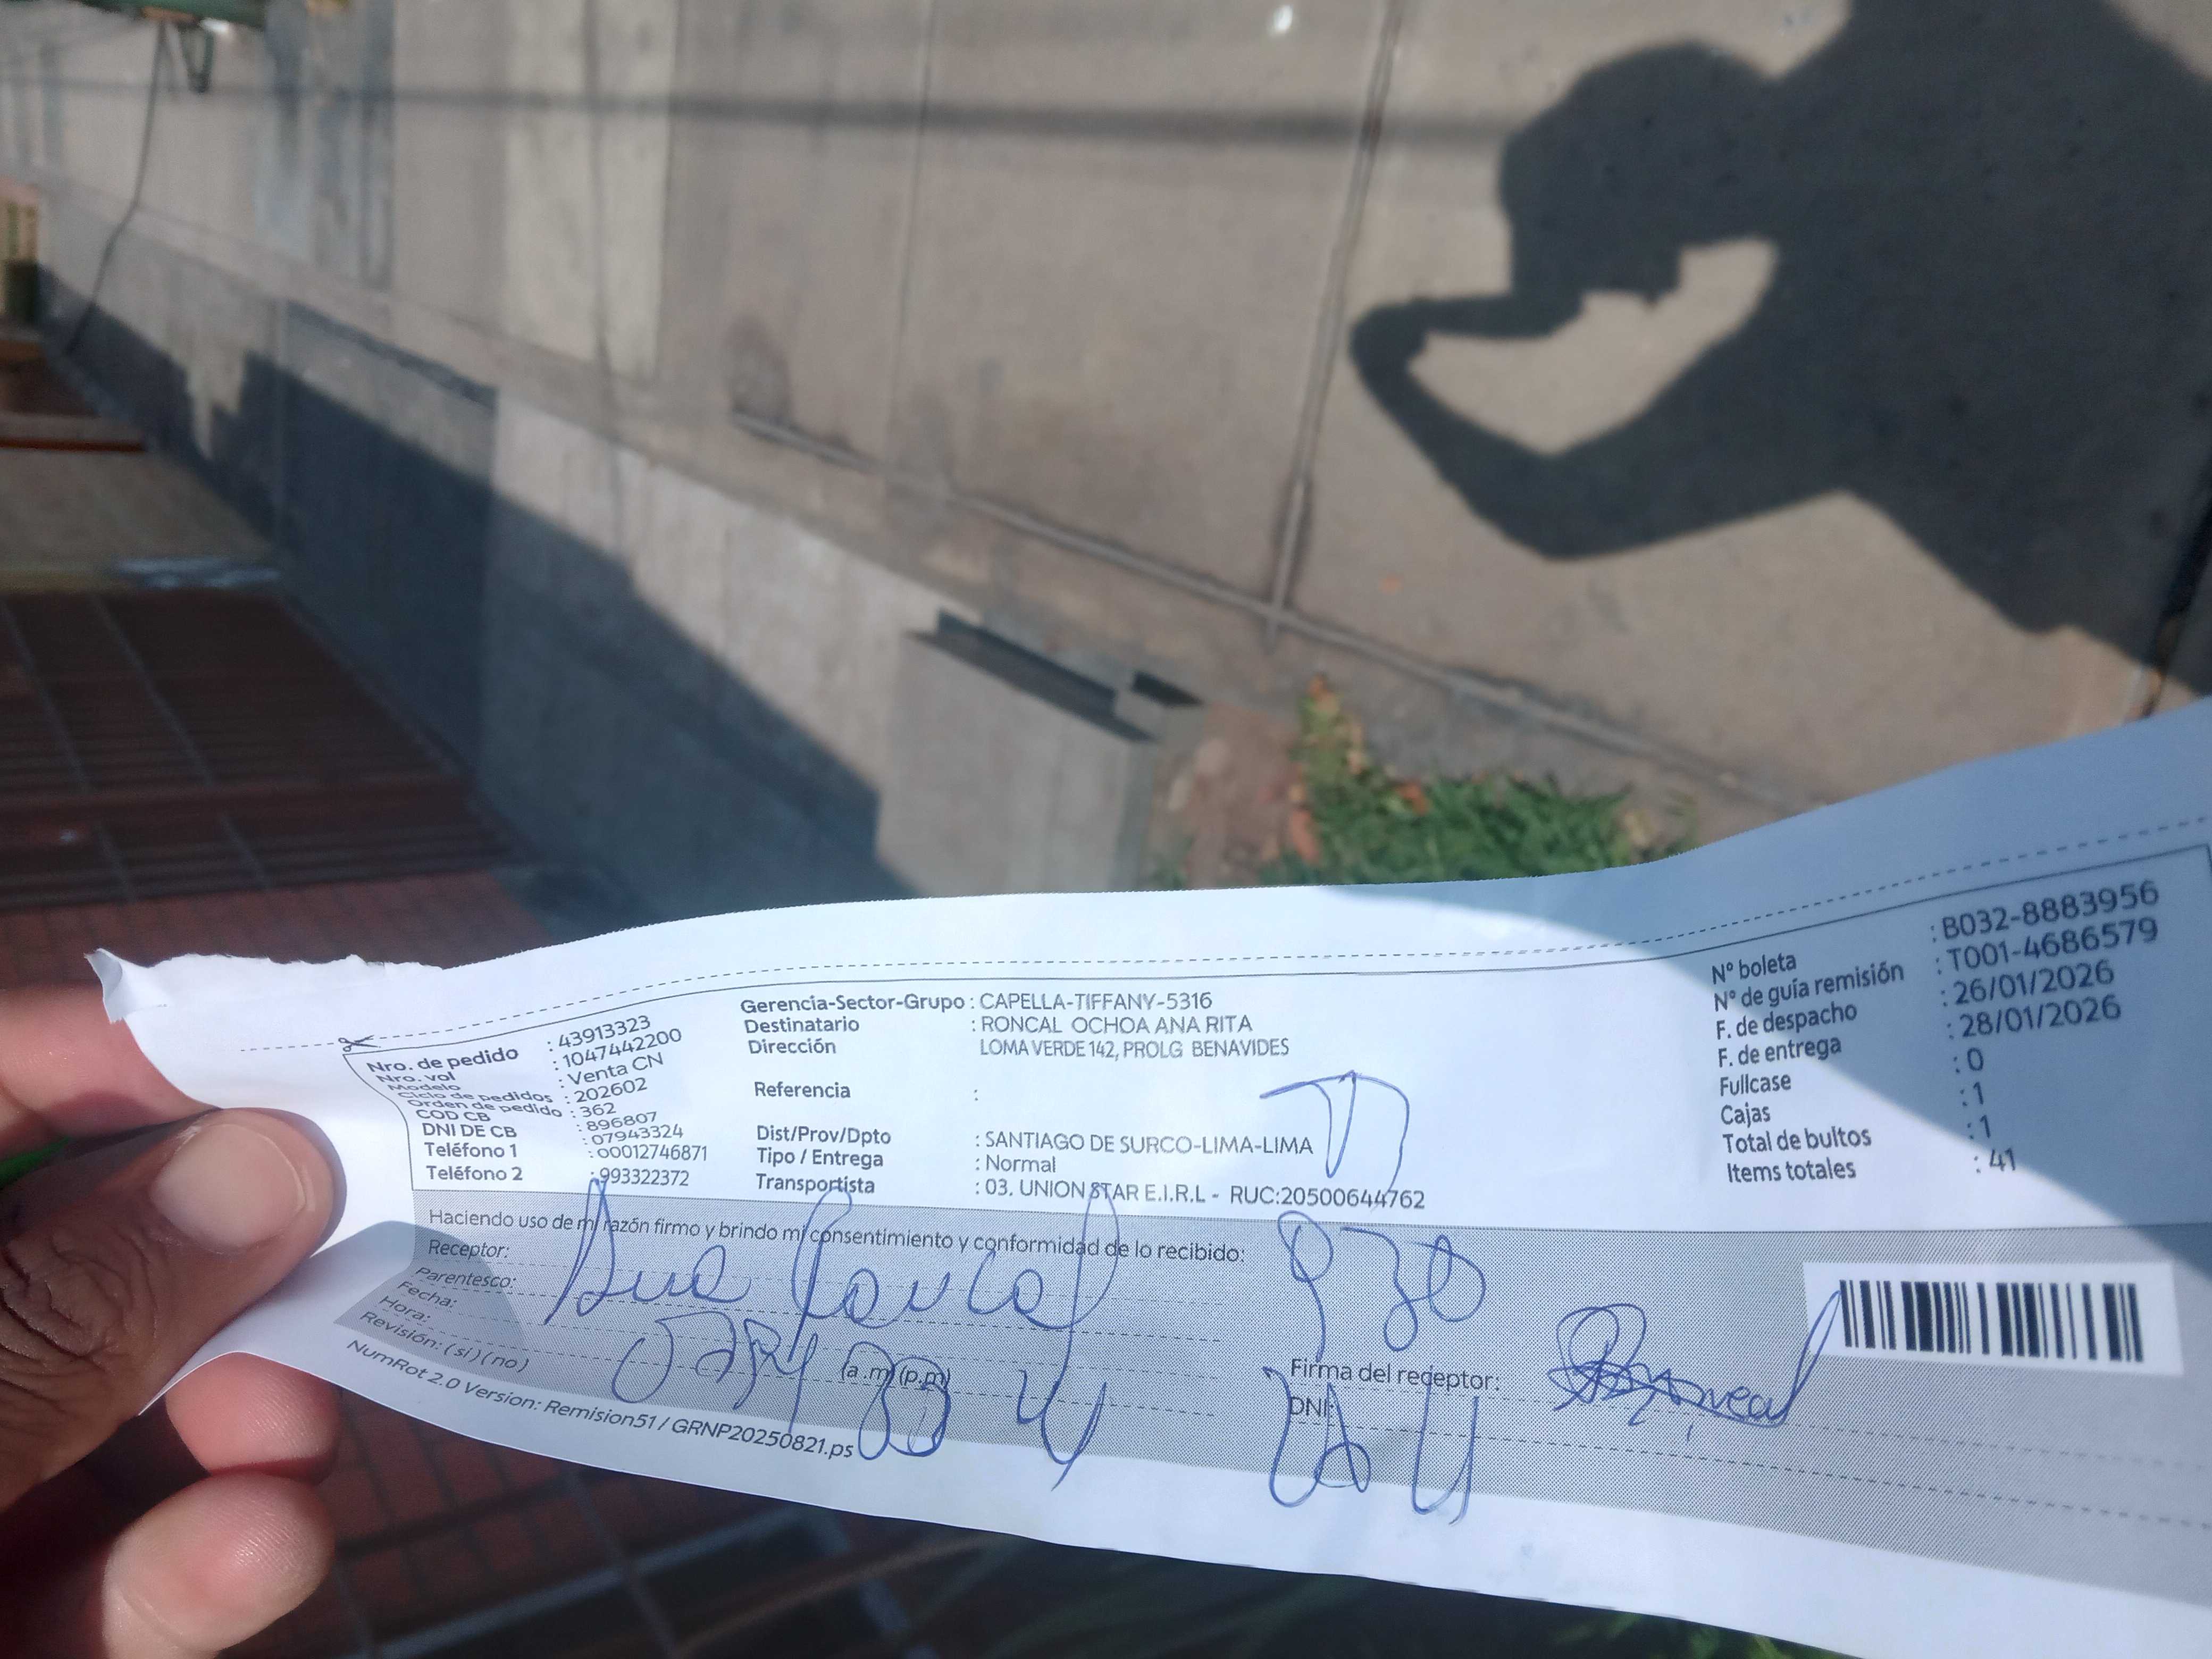 Nro. de pedido : 43913323
Nro. vol : 1047442200
Modelo : Venta CN
Ciclo de pedidos : 202602
Orden de pedido : 362
COD CB : 896807
DNI DE CB : 07943324
Teléfono 1 : 00012746871
Teléfono 2 : 993322372
Gerencia-Sector-Grupo : CAPELLA-TIFFANY-5316
Destinatario : RONCAL OCHOA ANA RITA
Dirección LOMA VERDE 142, PROLG BENAVIDES
Referencia :
Dist/Prov/Dpto : SANTIAGO DE SURCO-LIMA-LIMA
Tipo / Entrega : Normal
Transportista : 03. UNION STAR E.I.R.L - RUC:20500644762
N° boleta : B032-8883956
N° de guía remisión : T001-4686579
F. de despacho : 26/01/2026
F. de entrega : 28/01/2026
Fullcase : 0
Cajas : 1
Total de bultos : 1
Items totales : 41
Haciendo uso de mi razón firmo y brindo mi consentimiento y conformidad de lo recibido:
Receptor: Ana Roncal
Parentesco:
Fecha:
Hora: (a.m)(p.m)
Revisión: (si) (no)
Firma del receptor:
DNI:
NumRot 2.0 Version: Remision51 / GRNP20250821.ps